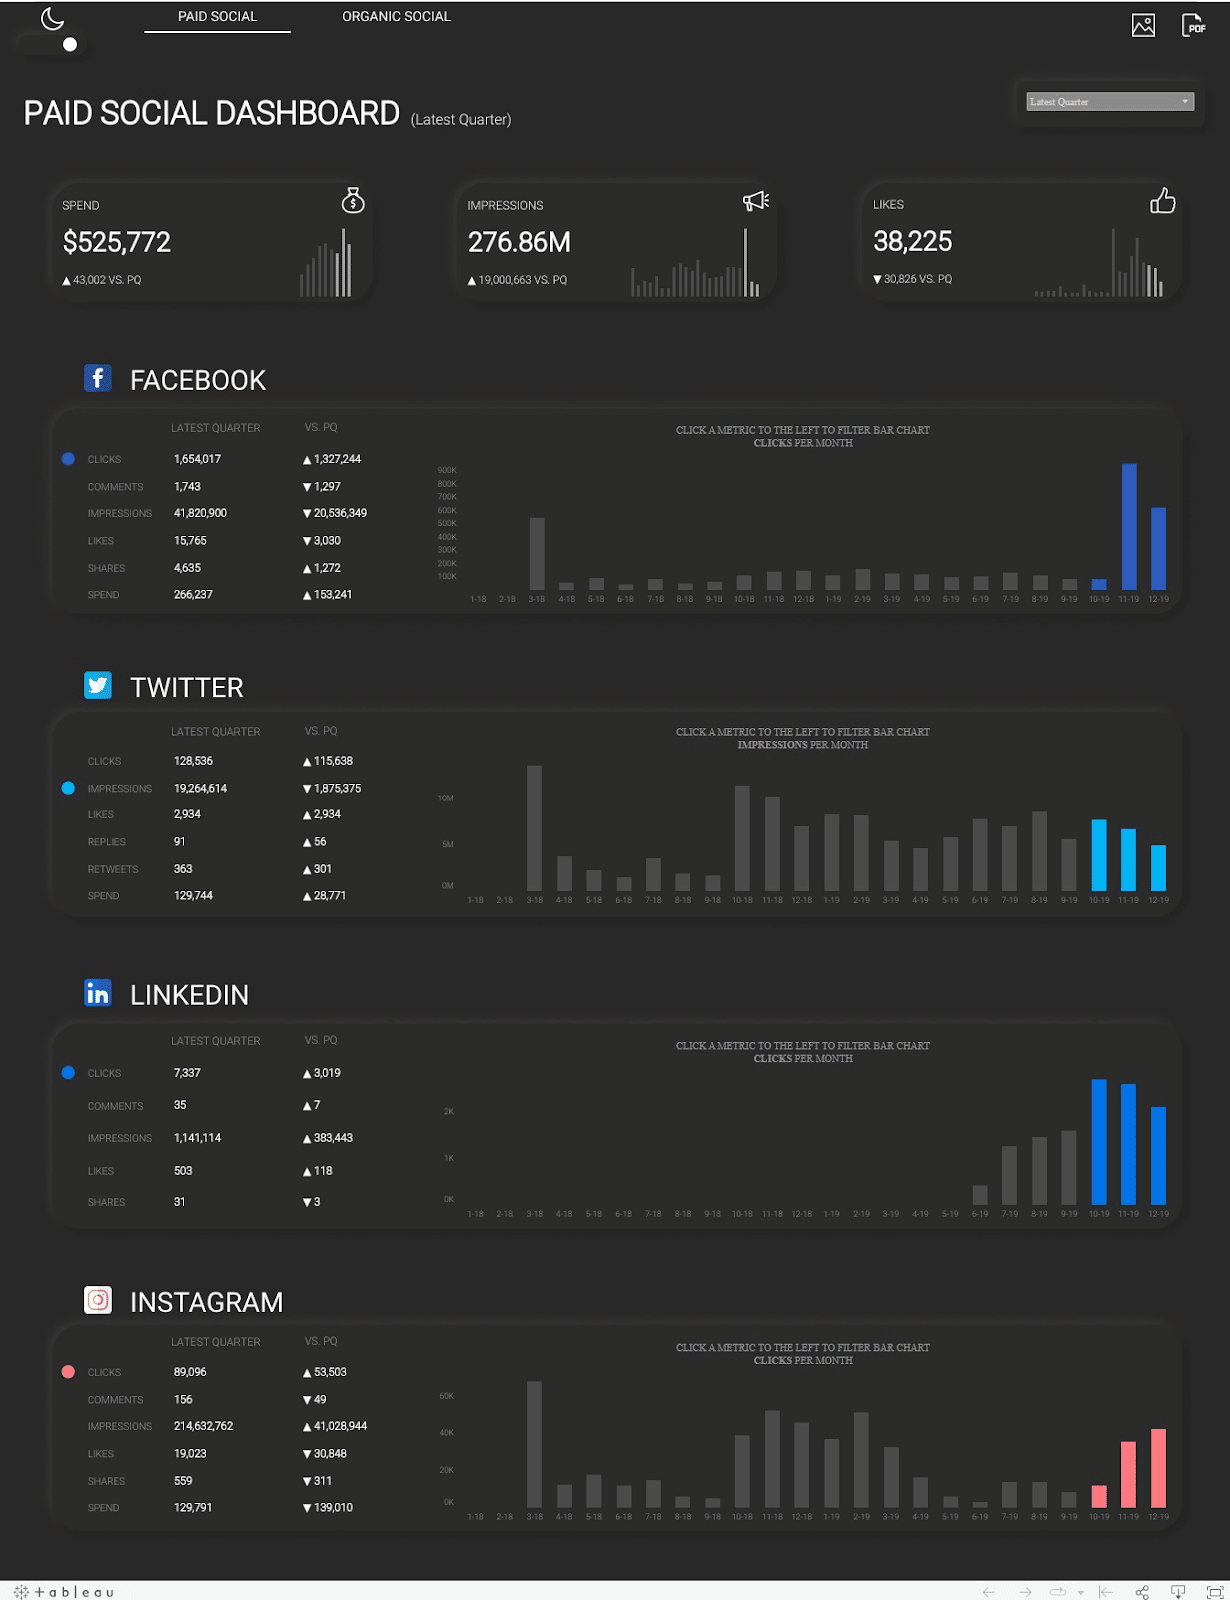 PAID SOCIAL
ORGANIC SOCIAL
PDF
PAID SOCIAL DASHBOARD (Latest Quarter)
Latest Quarter
SPEND
$525,772
▲ 43,002 VS. PQ
IMPRESSIONS
276.86M
▲ 19,000,663 VS. PQ
LIKES
38,225
▼ 30,826 VS. PQ
FACEBOOK
LATEST QUARTER VS. PQ
CLICKS 1,654,017 ▲ 1,327,244
COMMENTS 1,743 ▼ 1,297
IMPRESSIONS 41,820,900 ▼ 20,536,349
LIKES 15,765 ▼ 3,030
SHARES 4,635 ▲ 1,272
SPEND 266,237 ▲ 153,241
CLICK A METRIC TO THE LEFT TO FILTER BAR CHART
CLICKS PER MONTH
900K
800K
700K
600K
500K
400K
300K
200K
100K
1-18 2-18 3-18 4-18 5-18 6-18 7-18 8-18 9-18 10-18 11-18 12-18 1-19 2-19 3-19 4-19 5-19 6-19 7-19 8-19 9-19 10-19 11-19 12-19
TWITTER
LATEST QUARTER VS. PQ
CLICKS 128,536 ▲ 115,638
IMPRESSIONS 19,264,614 ▼ 1,875,375
LIKES 2,934 ▲ 2,934
REPLIES 91 ▲ 56
RETWEETS 363 ▲ 301
SPEND 129,744 ▲ 28,771
CLICK A METRIC TO THE LEFT TO FILTER BAR CHART
IMPRESSIONS PER MONTH
10M
5M
0M
1-18 2-18 3-18 4-18 5-18 6-18 7-18 8-18 9-18 10-18 11-18 12-18 1-19 2-19 3-19 4-19 5-19 6-19 7-19 8-19 9-19 10-19 11-19 12-19
LINKEDIN
LATEST QUARTER VS. PQ
CLICKS 7,337 ▲ 3,019
COMMENTS 35 ▲ 7
IMPRESSIONS 1,141,114 ▲ 383,443
LIKES 503 ▲ 118
SHARES 31 ▼ 3
CLICK A METRIC TO THE LEFT TO FILTER BAR CHART
CLICKS PER MONTH
2K
1K
0K
1-18 2-18 3-18 4-18 5-18 6-18 7-18 8-18 9-18 10-18 11-18 12-18 1-19 2-19 3-19 4-19 5-19 6-19 7-19 8-19 9-19 10-19 11-19 12-19
INSTAGRAM
LATEST QUARTER VS. PQ
CLICKS 89,096 ▲ 53,503
COMMENTS 156 ▼ 49
IMPRESSIONS 214,632,762 ▲ 41,028,944
LIKES 19,023 ▼ 30,848
SHARES 559 ▼ 311
SPEND 129,791 ▼ 139,010
CLICK A METRIC TO THE LEFT TO FILTER BAR CHART
CLICKS PER MONTH
60K
40K
20K
0K
1-18 2-18 3-18 4-18 5-18 6-18 7-18 8-18 9-18 10-18 11-18 12-18 1-19 2-19 3-19 4-19 5-19 6-19 7-19 8-19 9-19 10-19 11-19 12-19
+ a b | e a u